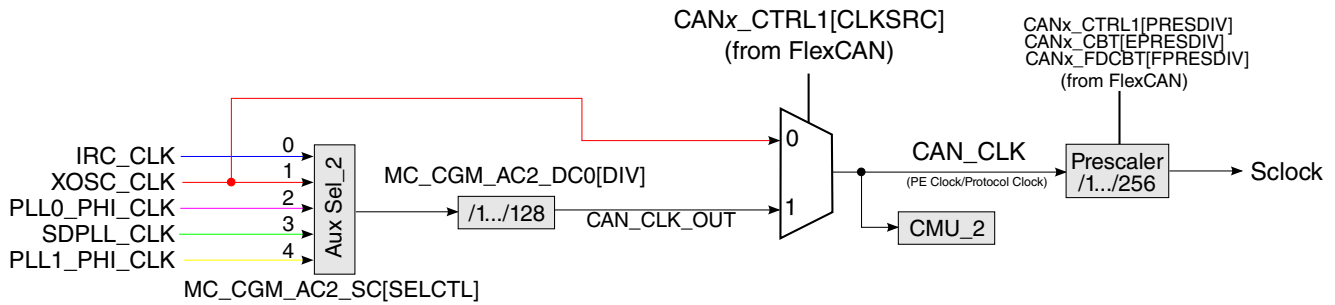 CANx_CTRL1[CLKSRC]
(from FlexCAN)
CANx_CTRL1[PRESDIV]
CANx_CBT[EPRESDIV]
CANx_FDCBT[FPRESDIV]
(from FlexCAN)
IRC_CLK
XOSC_CLK
PLL0_PHI_CLK
SDPLL_CLK
PLL1_PHI_CLK
0
1
2
3
4
Aux Sel_2
MC_CGM_AC2_SC[SELCTL]
MC_CGM_AC2_DC0[DIV]
/1.../128
CAN_CLK_OUT
0
1
CAN_CLK
(PE Clock/Protocol Clock)
CMU_2
Prescaler
/1.../256
Sclock